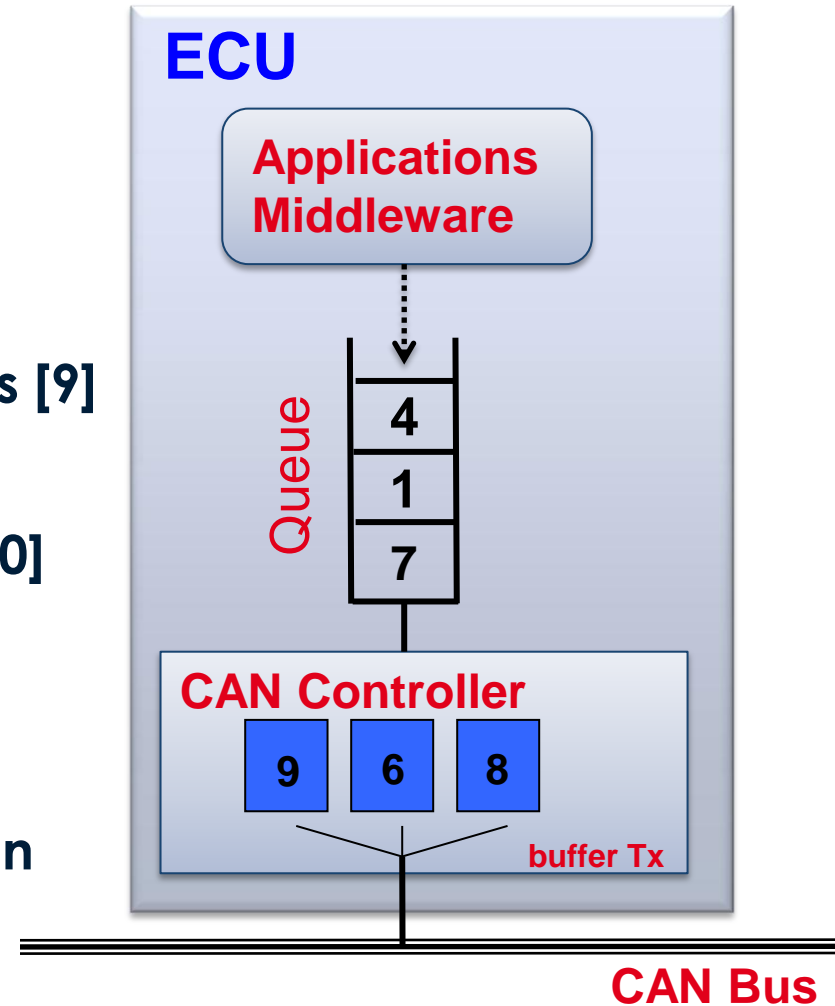 ECU
Applications
Middleware
s [9]
Queue
4
1
7
0]
CAN Controller
9 6 8
n
buffer Tx
CAN Bus